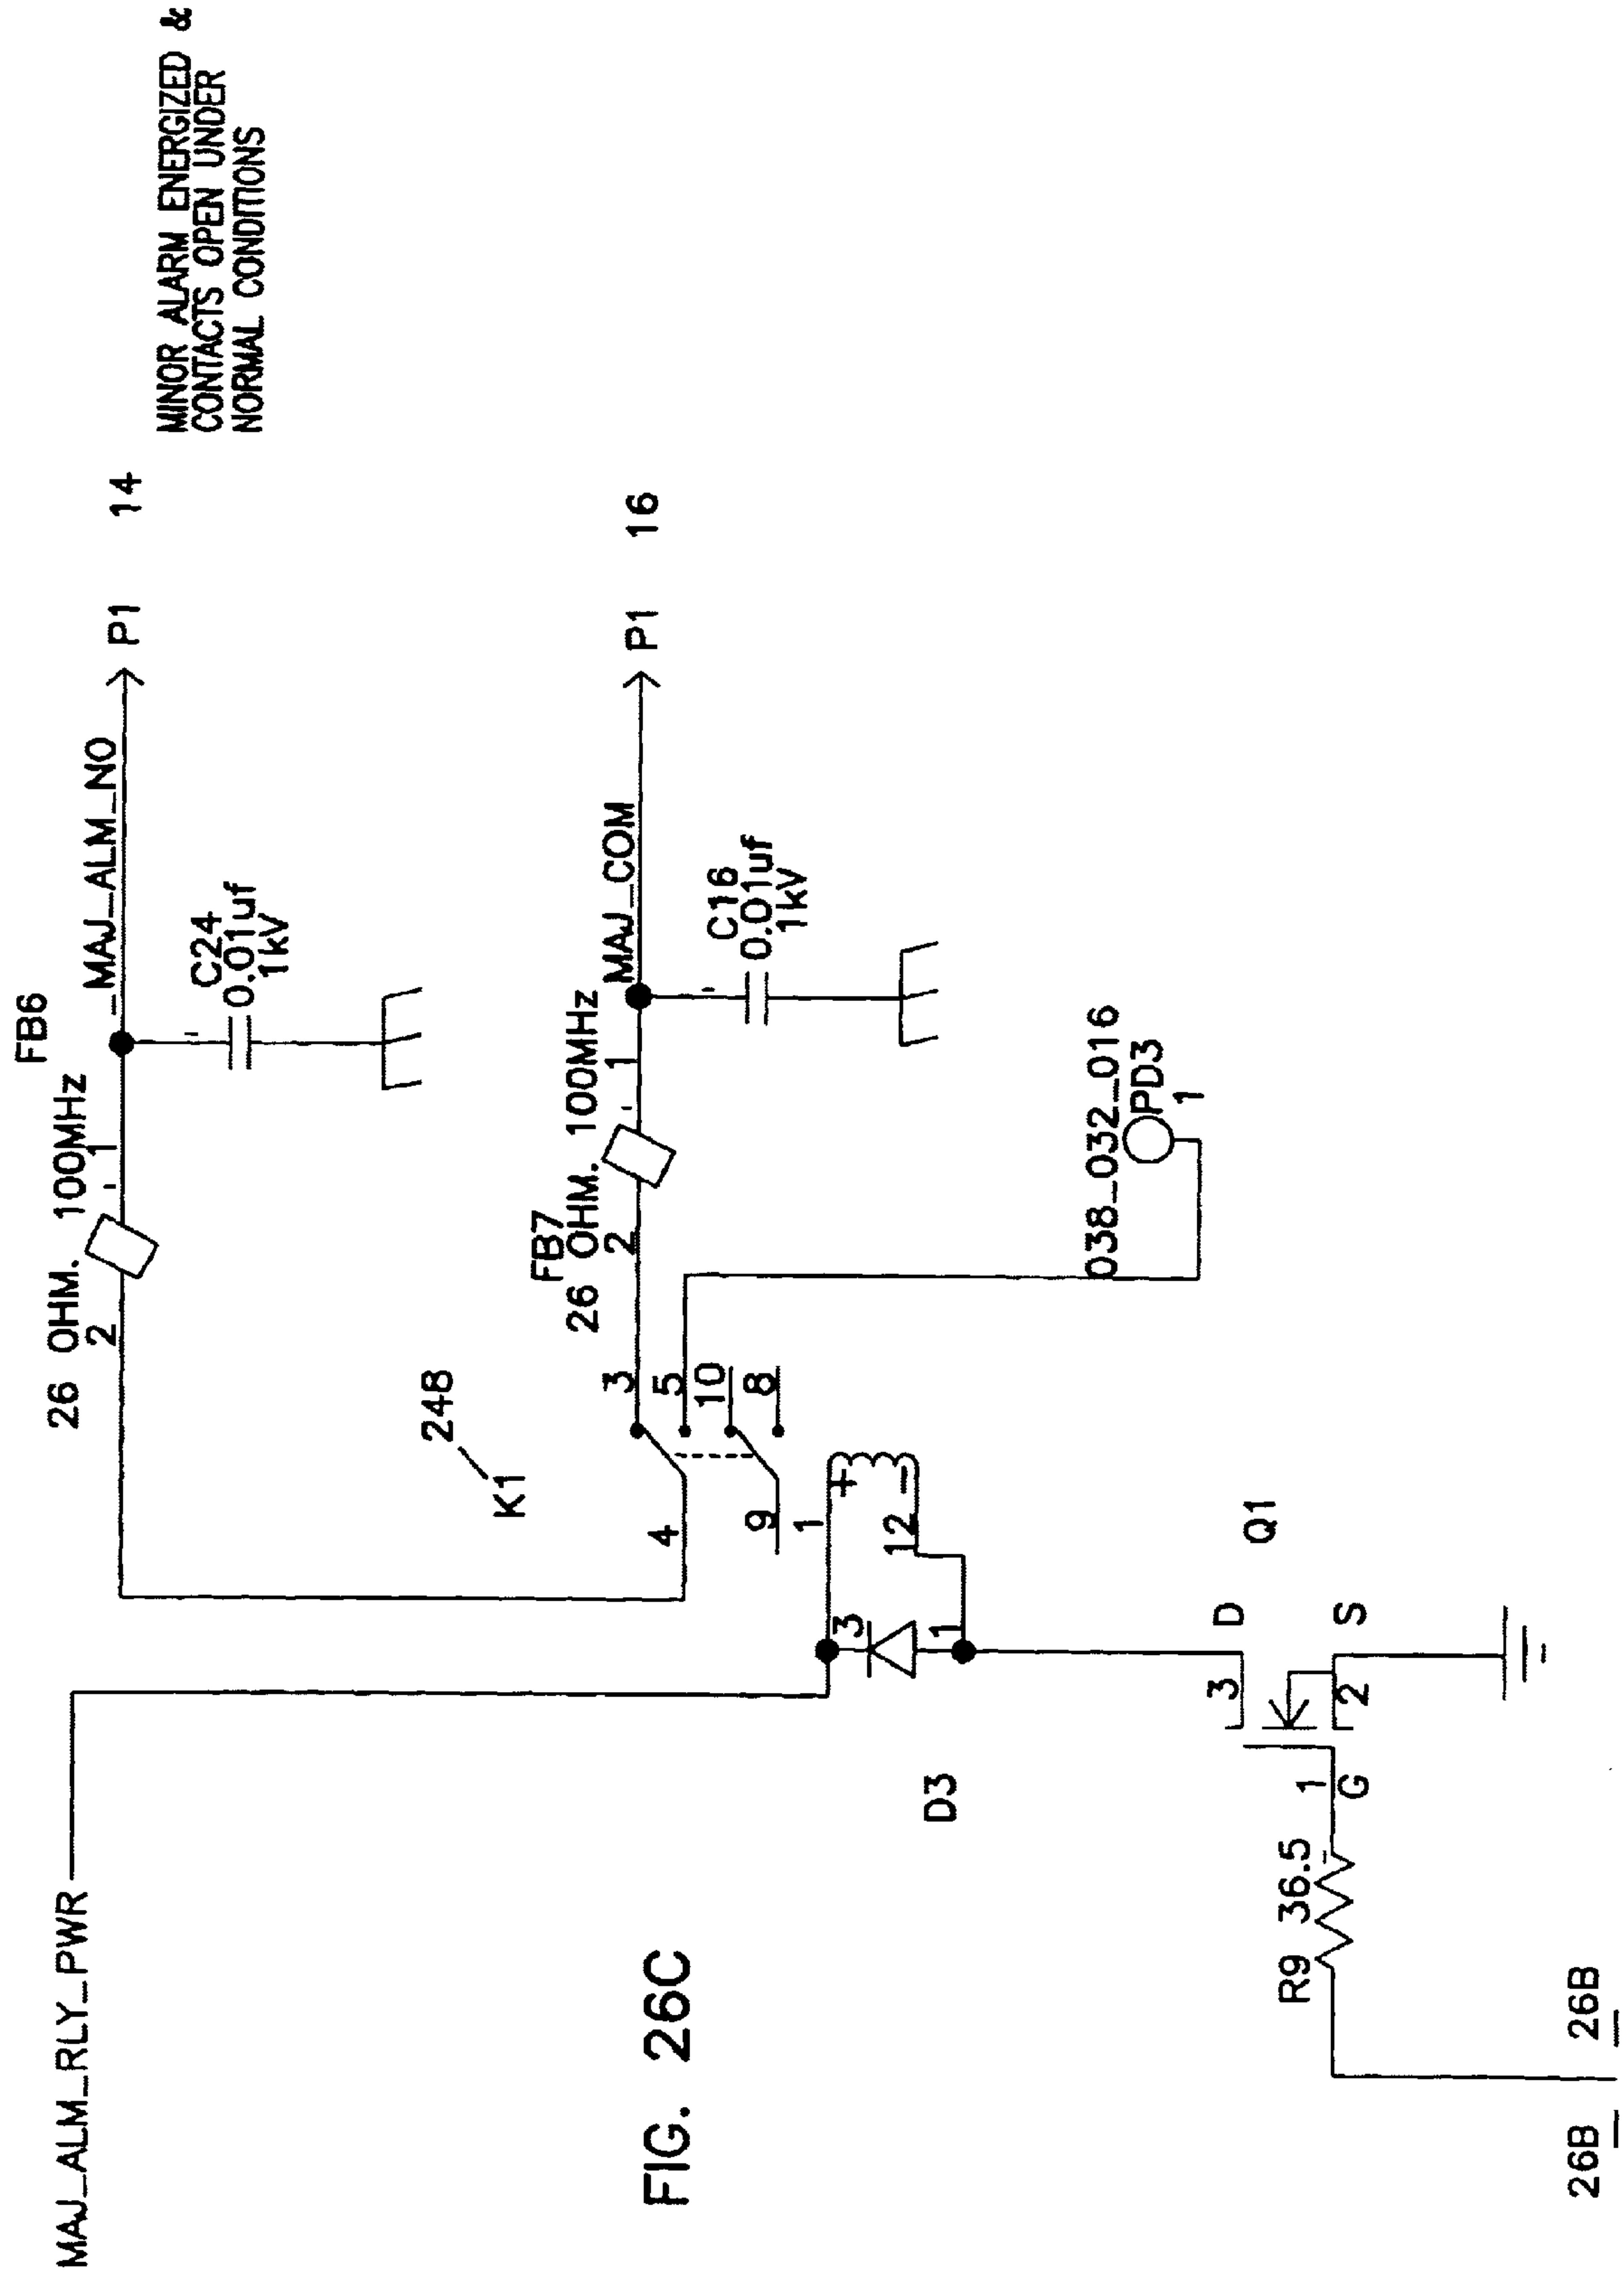 MAJ_ALM_RLY_PWR
FB6
26 OHM. 100MHz
2
1
_MAJ_ALM_NO
P1
14
C24
0.01uf
1kV
MINOR ALARM ENERGIZED &
CONTACTS OPEN UNDER
NORMAL CONDITIONS
248
K1
FB7
26 OHM. 100MHz
2
1
MAJ_COM
P1
16
C16
0.01uf
1kV
3
4
5
10
8
9
1
+
12
−
3
1
D3
038_032_016
PD3
1
Q1
D
3
S
2
1
G
R9 36.5
FIG. 26C
26B
26B